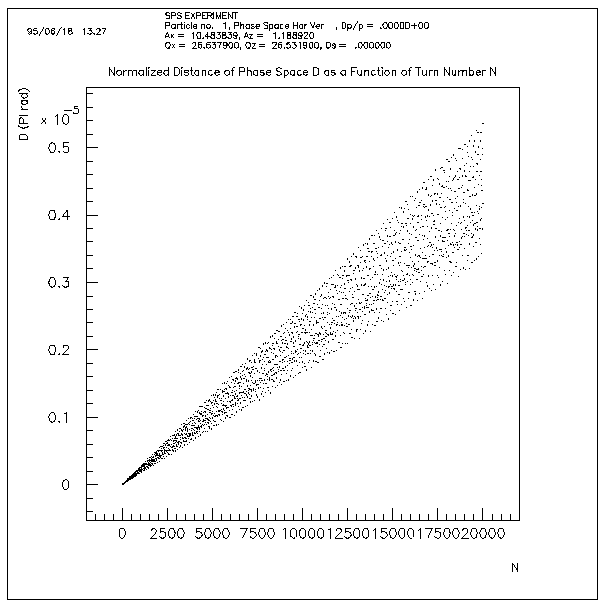 SPS EXPERIMENT
Particle no. 1, Phase Space Hor Ver , Dp/p = .0000D+00
95/06/18 13.27
Ax = 10.483839, Az = 1.188920
Qx = 26.637900, Qz = 26.531900, Qs = .000000
Normalized Distance of Phase Space D as a Function of Turn Number N
D (PI rad)
x 10^-5
0.5
0.4
0.3
0.2
0.1
0
0 2500 5000 7500 10000 12500 15000 17500 20000
N